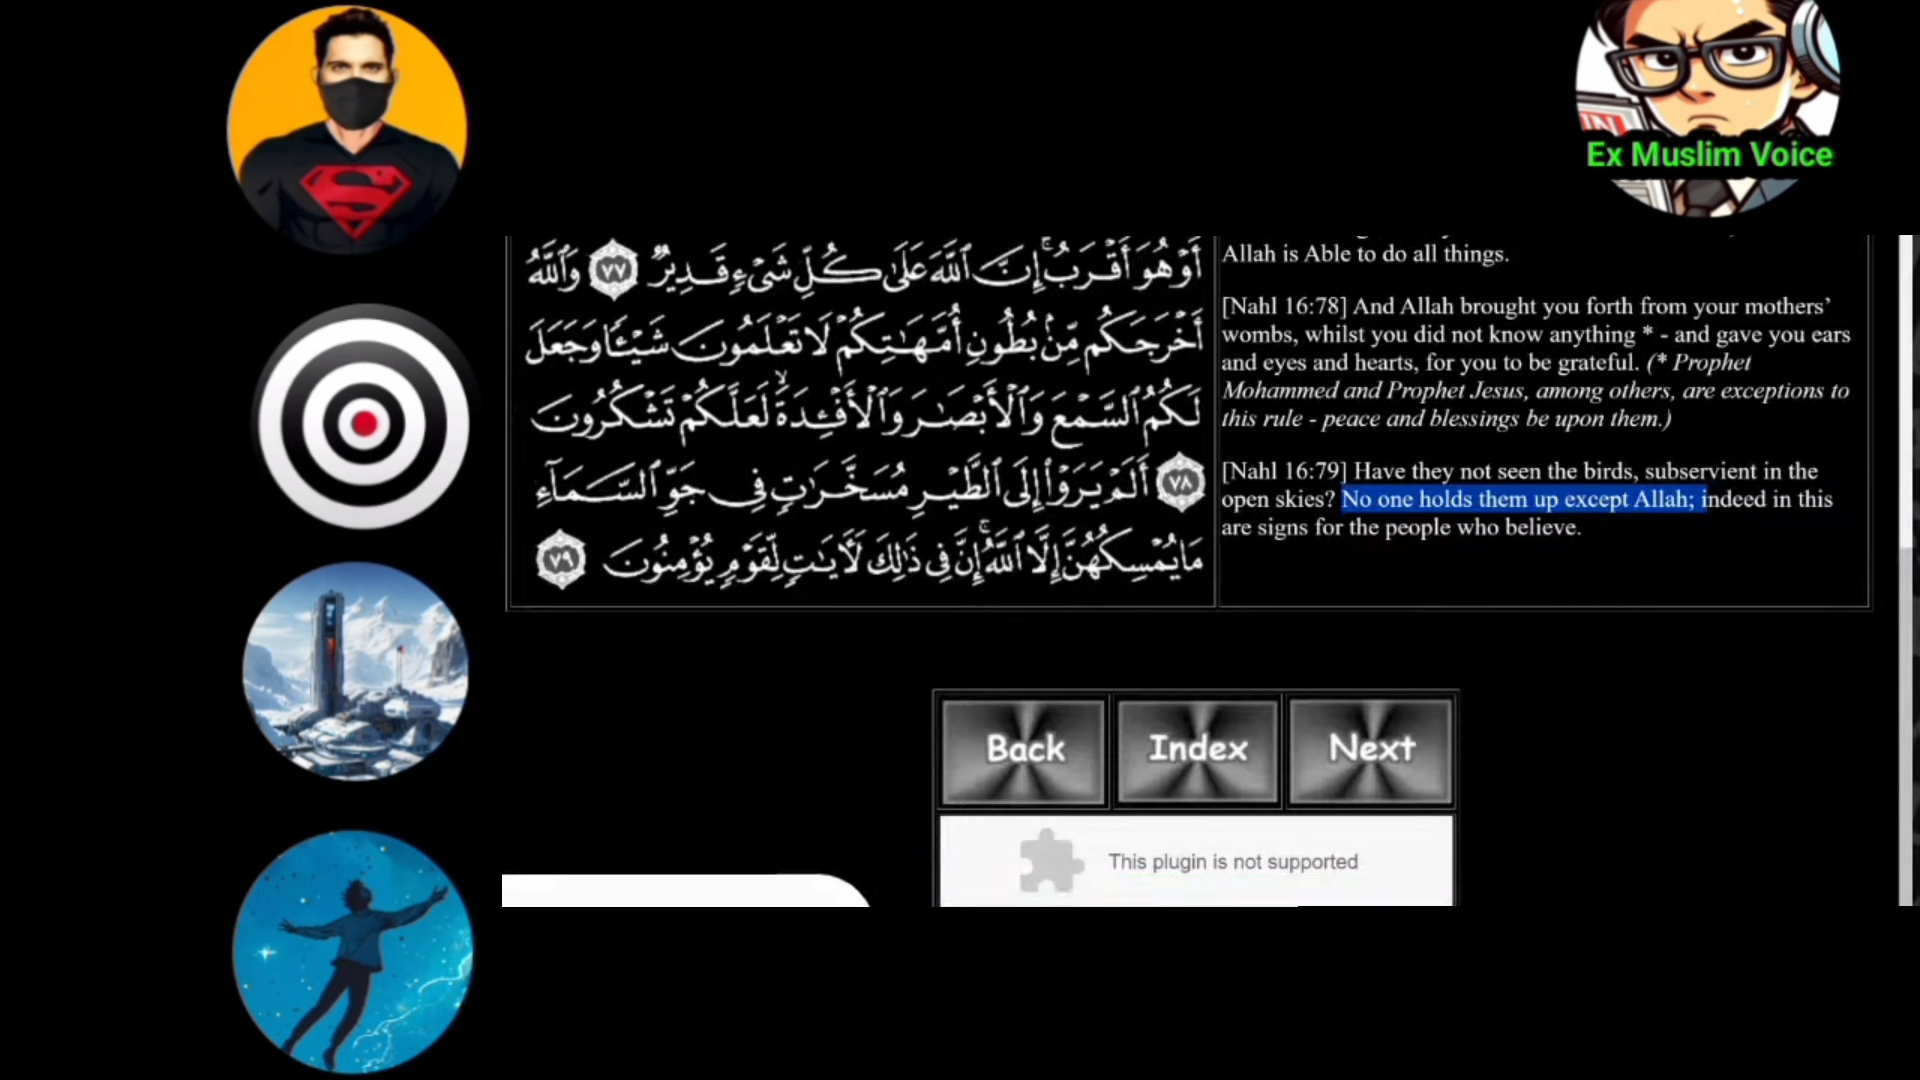 IN
Ex Muslim Voice
أَوْ هُوَ أَقْرَبُ ۚ إِنَّ ٱللَّهَ عَلَىٰ كُلِّ شَىْءٍ قَدِيرٌ ٧٧ وَٱللَّهُ
أَخْرَجَكُم مِّنۢ بُطُونِ أُمَّهَـٰتِكُمْ لَا تَعْلَمُونَ شَيْـًٔا وَجَعَلَ
لَكُمُ ٱلسَّمْعَ وَٱلْأَبْصَـٰرَ وَٱلْأَفْـِٔدَةَ ۙ لَعَلَّكُمْ تَشْكُرُونَ
٧٨ أَلَمْ يَرَوْا۟ إِلَى ٱلطَّيْرِ مُسَخَّرَٰتٍ فِى جَوِّ ٱلسَّمَآءِ
مَا يُمْسِكُهُنَّ إِلَّا ٱللَّهُ ۗ إِنَّ فِى ذَٰلِكَ لَـَٔايَـٰتٍ لِّقَوْمٍ يُؤْمِنُونَ ٧٩
Allah is Able to do all things.
[Nahl 16:78] And Allah brought you forth from your mothers’
wombs, whilst you did not know anything * - and gave you ears
and eyes and hearts, for you to be grateful. (* Prophet
Mohammed and Prophet Jesus, among others, are exceptions to
this rule - peace and blessings be upon them.)
[Nahl 16:79] Have they not seen the birds, subservient in the
open skies? No one holds them up except Allah; indeed in this
are signs for the people who believe.
Back Index Next
This plugin is not supported